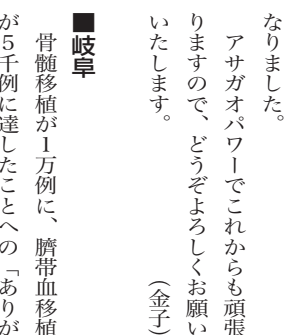 なりました。
アサガオパワーでこれからも頑張
りますので、どうぞよろしくお願い
いたします。
（金子）
■岐阜
骨髄移植が１万例に、臍帯血移植
が５千例に達したことへの「ありが